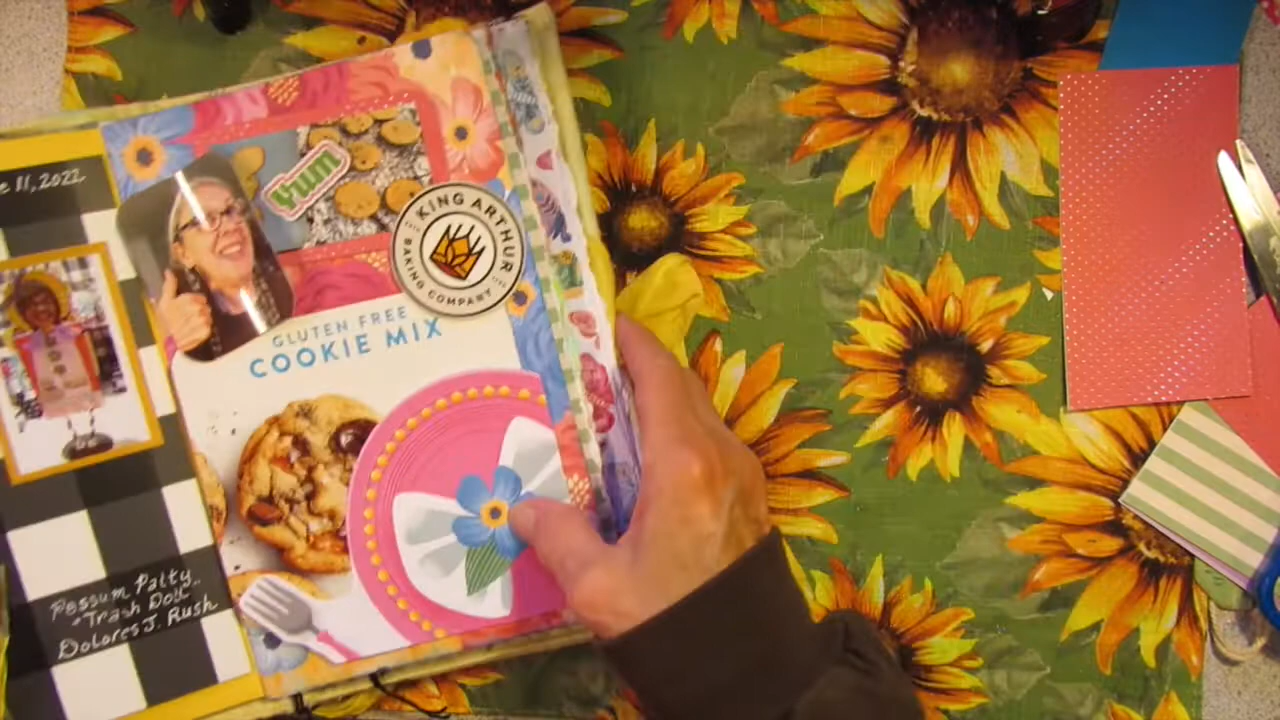 e 11, 2022
YUM
KING ARTHUR
BAKING COMPANY
GLUTEN FREE
COOKIE MIX
Possum Patty..
+ Trash Doll
Dolores J. Rush